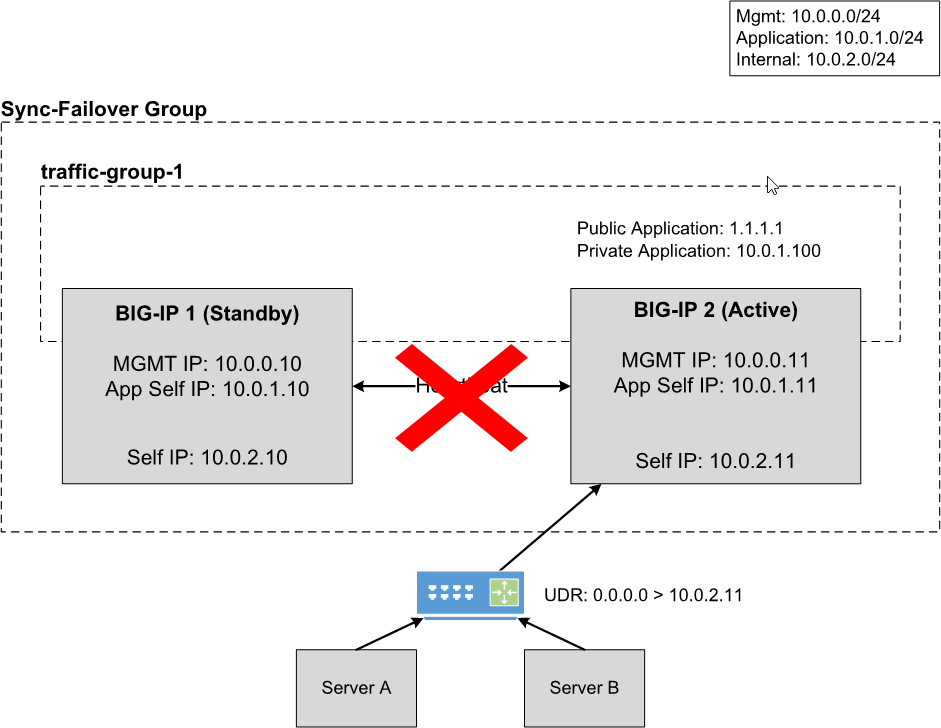 Mgmt: 10.0.0.0/24
Application: 10.0.1.0/24
Internal: 10.0.2.0/24
Sync-Failover Group
traffic-group-1
Public Application: 1.1.1.1
Private Application: 10.0.1.100
BIG-IP 1 (Standby)
MGMT IP: 10.0.0.10
App Self IP: 10.0.1.10
Self IP: 10.0.2.10
BIG-IP 2 (Active)
MGMT IP: 10.0.0.11
App Self IP: 10.0.1.11
Self IP: 10.0.2.11
UDR: 0.0.0.0 > 10.0.2.11
Server A
Server B